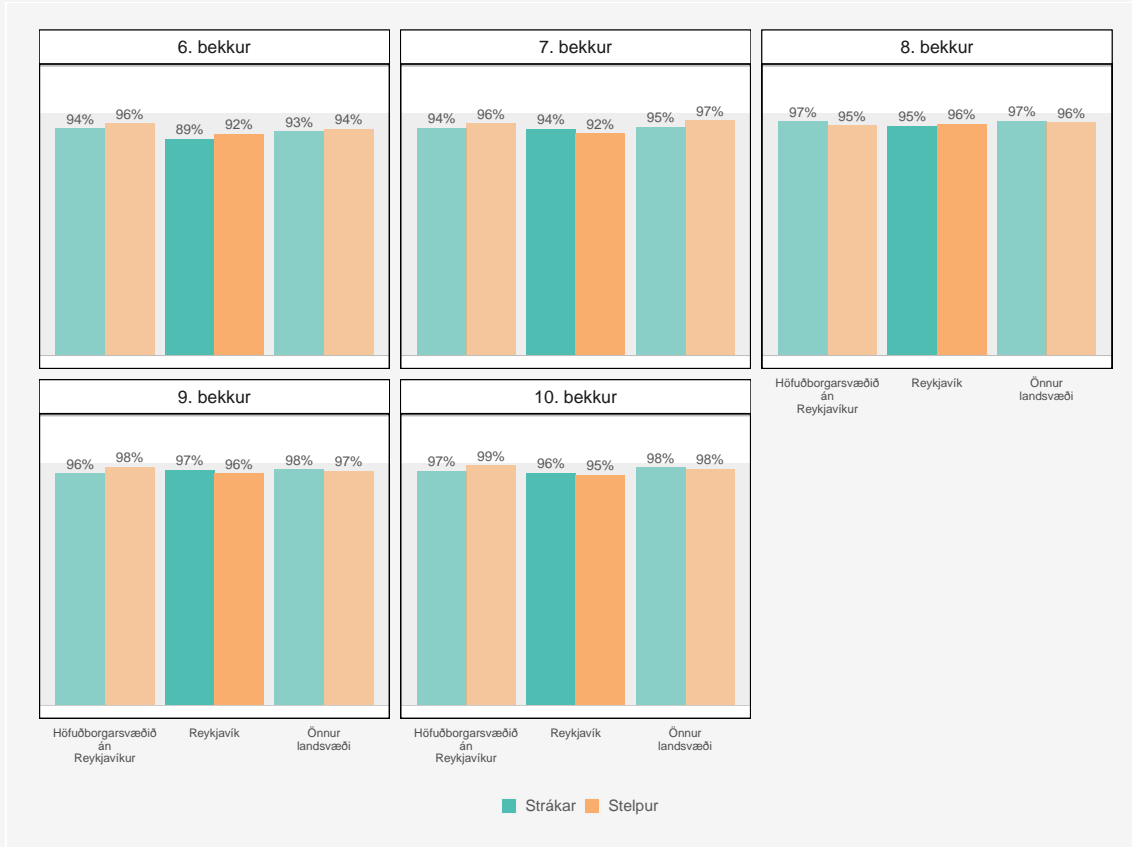 6. bekkur
94% 96% 89% 92% 93% 94%
7. bekkur
94% 96% 94% 92% 95% 97%
8. bekkur
97% 95% 95% 96% 97% 96%
Höfuðborgarsvæðið
án
Reykjavíkur
Reykjavík
Önnur
landsvæði
9. bekkur
96% 98% 97% 96% 98% 97%
Höfuðborgarsvæðið
án
Reykjavíkur
Reykjavík
Önnur
landsvæði
10. bekkur
97% 99% 96% 95% 98% 98%
Höfuðborgarsvæðið
án
Reykjavíkur
Reykjavík
Önnur
landsvæði
Strákar Stelpur